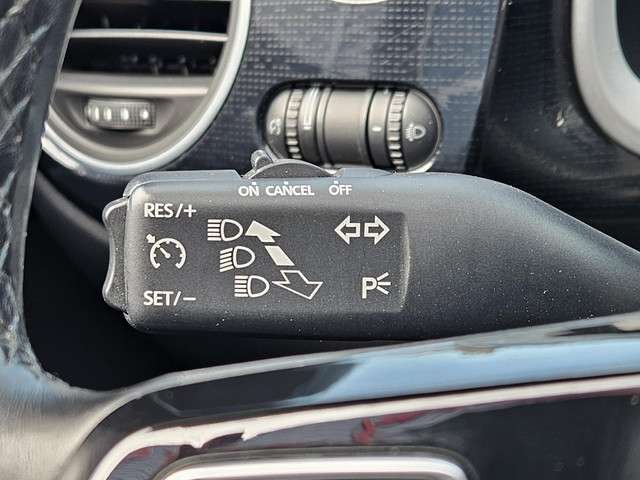 ON CANCEL OFF
RES/+
SET/-
P